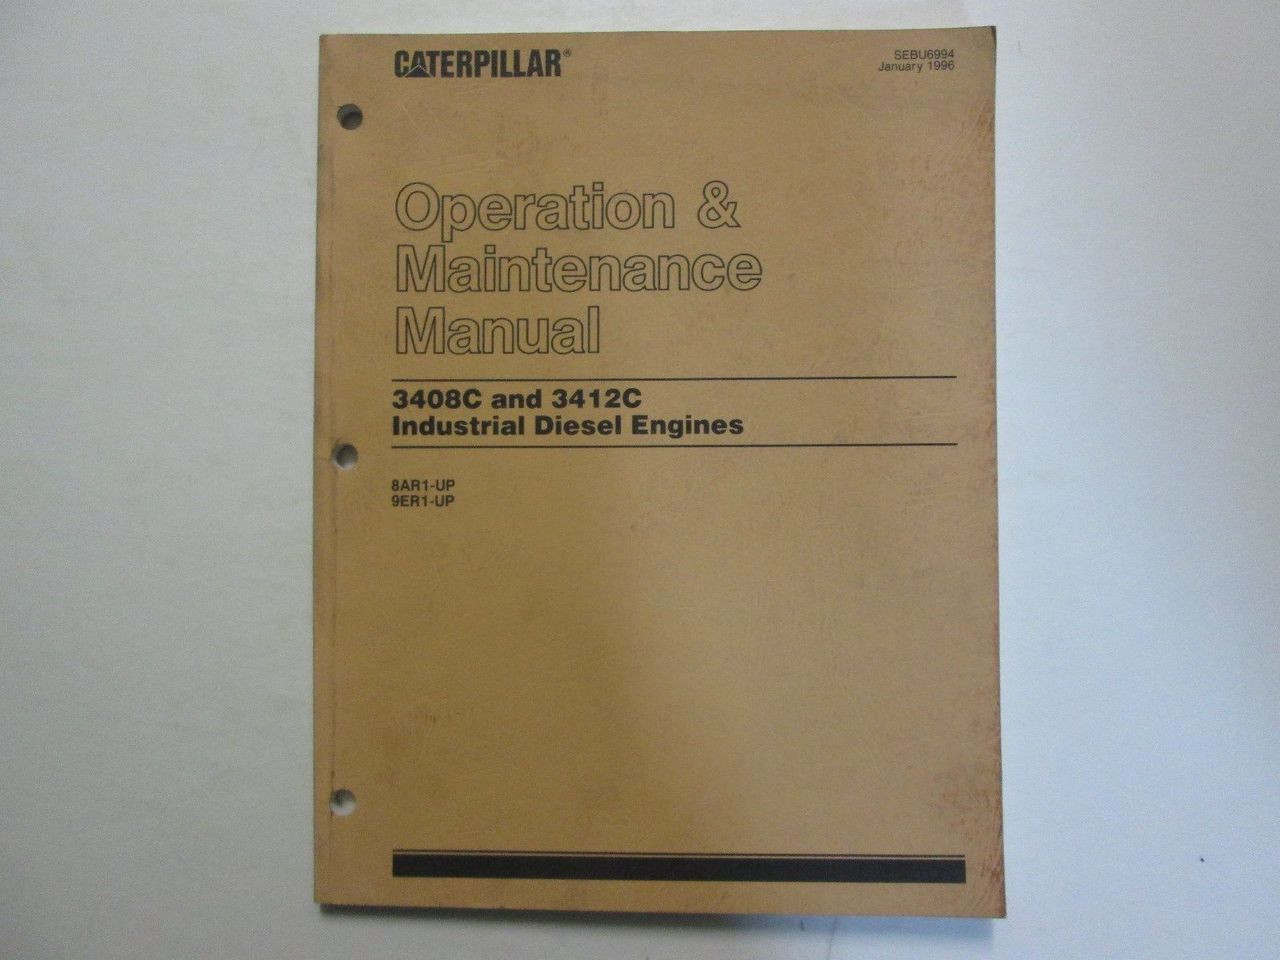 CATERPILLAR®
SEBU6994
January 1996
Operation &
Maintenance
Manual
3408C and 3412C
Industrial Diesel Engines
8AR1-UP
9ER1-UP